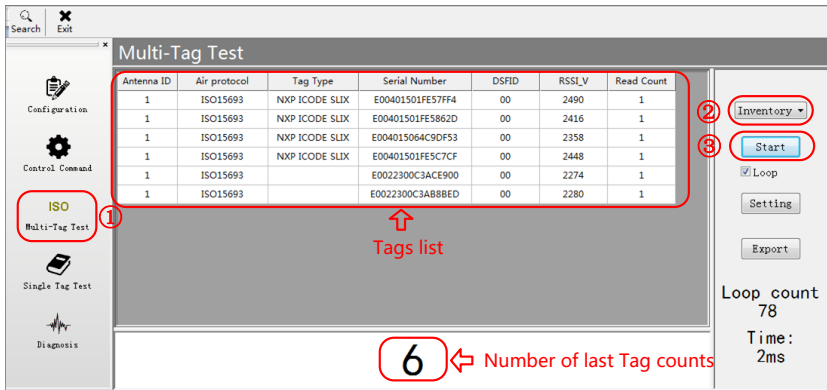 Search Exit
Multi-Tag Test
Configuration
Control Command
ISO
Multi-Tag Test
①
Single Tag Test
Diagnosis
Antenna ID Air protocol Tag Type Serial Number DSFID RSSI_V Read Count
1 ISO15693 NXP ICODE SLIX E00401501FE57FF4 00 2490 1
1 ISO15693 NXP ICODE SLIX E00401501FE5862D 00 2416 1
1 ISO15693 NXP ICODE SLIX E004015064C9DF53 00 2358 1
1 ISO15693 NXP ICODE SLIX E00401501FE5C7CF 00 2448 1
1 ISO15693 E0022300C3ACE900 00 2274 1
1 ISO15693 E0022300C3AB8BED 00 2280 1
Tags list
6 Number of last Tag counts
② Inventory
③ Start
Loop
Setting
Export
Loop count
78
Time:
2ms